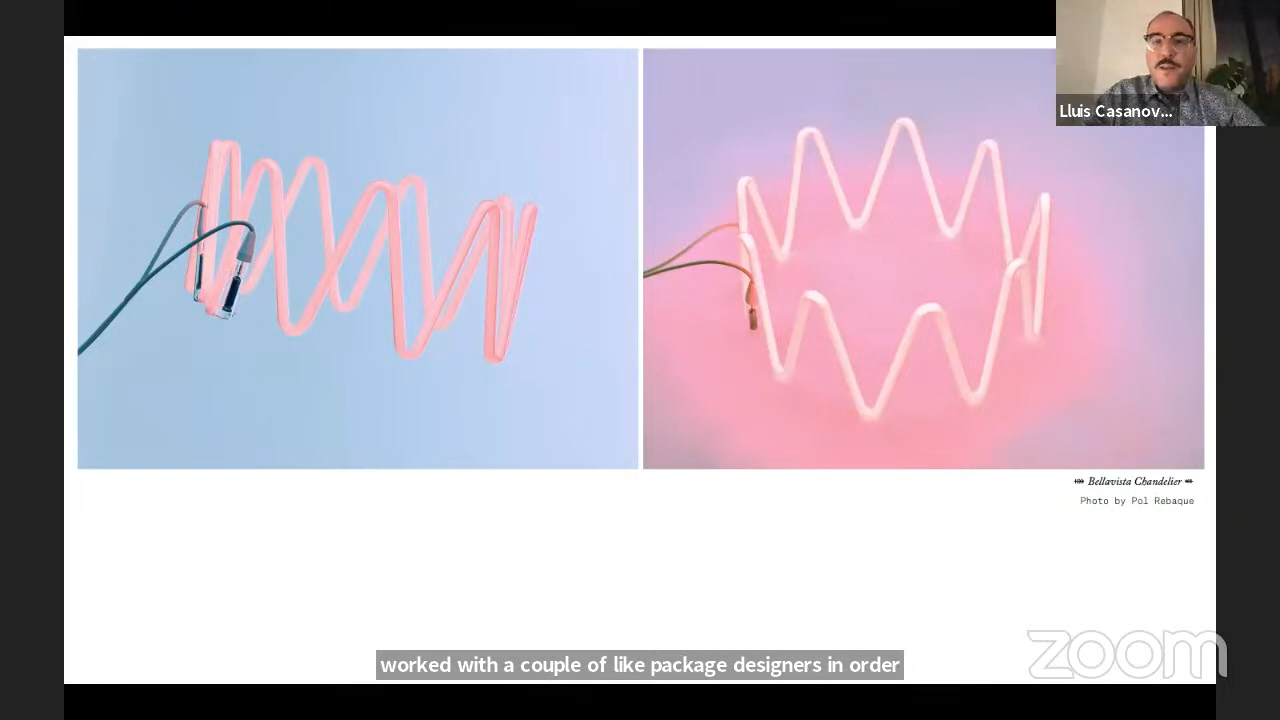 Lluis Casanov...
Bellavista Chandelier
Photo by Pol Rebaque
worked with a couple of like package designers in order
zoom